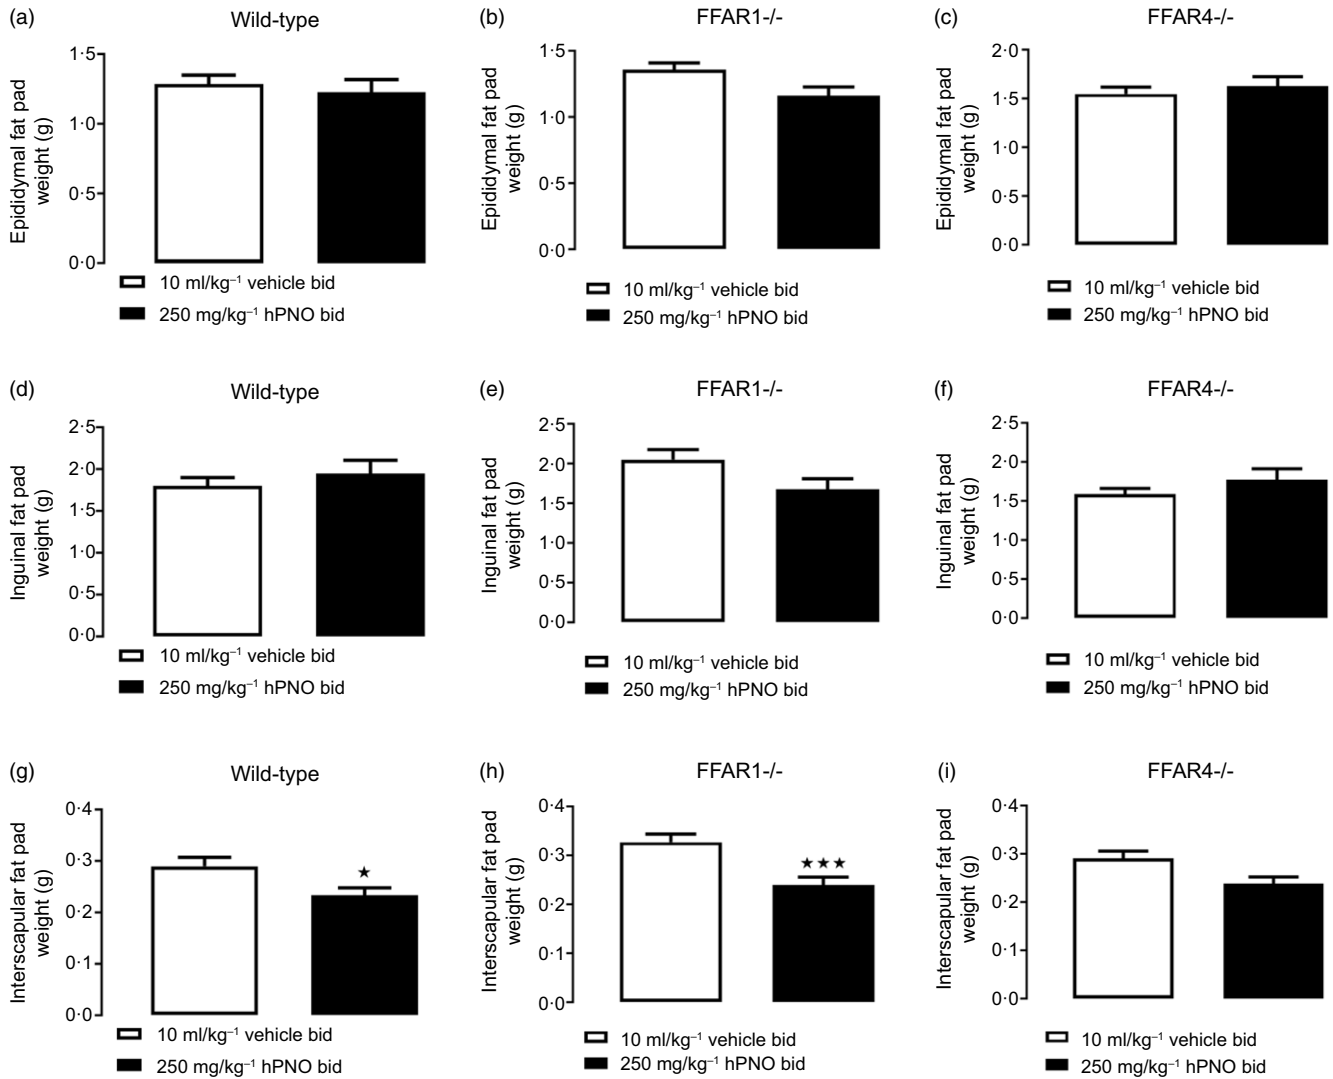 (a)
Wild-type
Epididymal fat pad
weight (g)
1·5
1·0
0·5
0·0
10 ml/kg⁻¹ vehicle bid
250 mg/kg⁻¹ hPNO bid
(b)
FFAR1-/-
Epididymal fat pad
weight (g)
1·5
1·0
0·5
0·0
10 ml/kg⁻¹ vehicle bid
250 mg/kg⁻¹ hPNO bid
(c)
FFAR4-/-
Epididymal fat pad
weight (g)
2·0
1·5
1·0
0·5
0·0
10 ml/kg⁻¹ vehicle bid
250 mg/kg⁻¹ hPNO bid
(d)
Wild-type
Inguinal fat pad
weight (g)
2·5
2·0
1·5
1·0
0·5
0·0
10 ml/kg⁻¹ vehicle bid
250 mg/kg⁻¹ hPNO bid
(e)
FFAR1-/-
Inguinal fat pad
weight (g)
2·5
2·0
1·5
1·0
0·5
0·0
10 ml/kg⁻¹ vehicle bid
250 mg/kg⁻¹ hPNO bid
(f)
FFAR4-/-
Inguinal fat pad
weight (g)
2·5
2·0
1·5
1·0
0·5
0·0
10 ml/kg⁻¹ vehicle bid
250 mg/kg⁻¹ hPNO bid
(g)
Wild-type
Interscapular fat pad
weight (g)
0·4
0·3
0·2
0·1
0·0
★
10 ml/kg⁻¹ vehicle bid
250 mg/kg⁻¹ hPNO bid
(h)
FFAR1-/-
Interscapular fat pad
weight (g)
0·4
0·3
0·2
0·1
0·0
★★★
10 ml/kg⁻¹ vehicle bid
250 mg/kg⁻¹ hPNO bid
(i)
FFAR4-/-
Interscapular fat pad
weight (g)
0·4
0·3
0·2
0·1
0·0
10 ml/kg⁻¹ vehicle bid
250 mg/kg⁻¹ hPNO bid